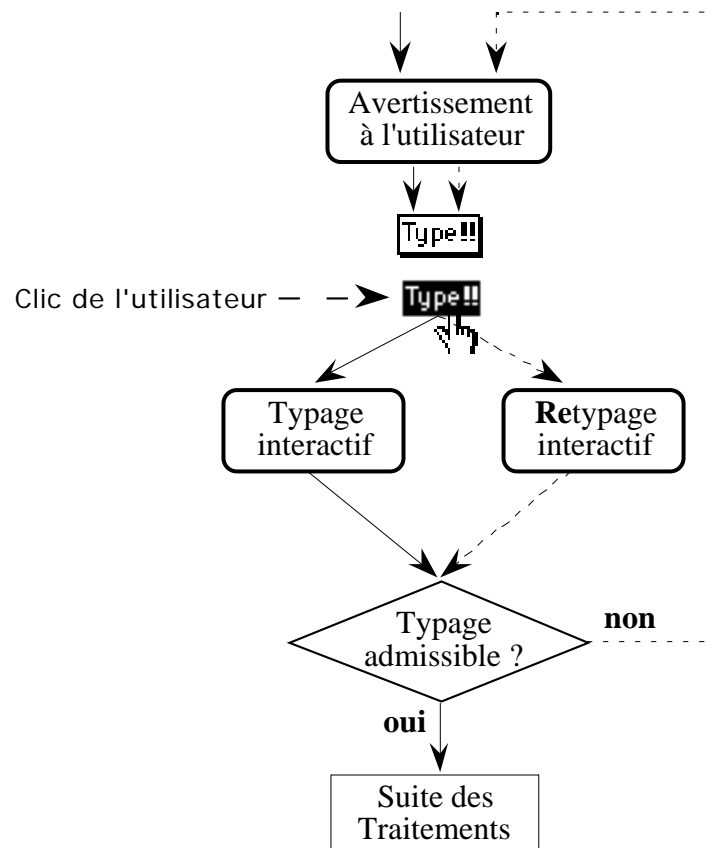 Avertissement
à l'utilisateur
Type!!
Clic de l'utilisateur
Type!!
Typage
interactif
Retypage
interactif
Typage
admissible ?
non
oui
Suite des
Traitements